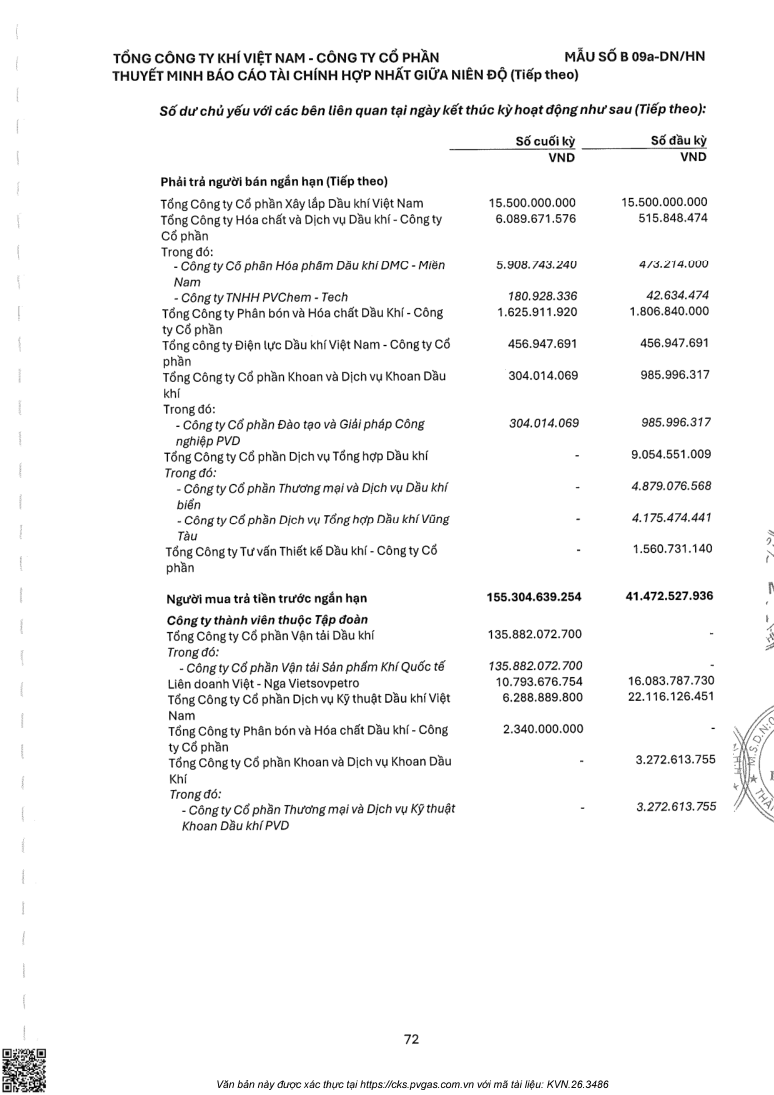 TỔNG CÔNG TY KHÍ VIỆT NAM - CÔNG TY CỔ PHẦN MẪU SỐ B 09a-DN/HN
THUYẾT MINH BÁO CÁO TÀI CHÍNH HỢP NHẤT GIỮA NIÊN ĐỘ (Tiếp theo)
Số dư chủ yếu với các bên liên quan tại ngày kết thúc kỳ hoạt động như sau (Tiếp theo):
Số cuối kỳ Số đầu kỳ
VND VND
Phải trả người bán ngắn hạn (Tiếp theo)
Tổng Công ty Cổ phần Xây lắp Dầu khí Việt Nam 15.500.000.000 15.500.000.000
Tổng Công ty Hóa chất và Dịch vụ Dầu khí - Công ty 6.089.671.576 515.848.474
Cổ phần
Trong đó:
- Công ty Cổ phần Hóa phẩm Dầu khí DMC - Miền 5.908.743.240 473.214.000
Nam
- Công ty TNHH PVChem - Tech 180.928.336 42.634.474
Tổng Công ty Phân bón và Hóa chất Dầu Khí - Công 1.625.911.920 1.806.840.000
ty Cổ phần
Tổng công ty Điện lực Dầu khí Việt Nam - Công ty Cổ 456.947.691 456.947.691
phần
Tổng Công ty Cổ phần Khoan và Dịch vụ Khoan Dầu 304.014.069 985.996.317
khí
Trong đó:
- Công ty Cổ phần Đào tạo và Giải pháp Công 304.014.069 985.996.317
nghiệp PVD
Tổng Công ty Cổ phần Dịch vụ Tổng hợp Dầu khí - 9.054.551.009
Trong đó:
- Công ty Cổ phần Thương mại và Dịch vụ Dầu khí - 4.879.076.568
biển
- Công ty Cổ phần Dịch vụ Tổng hợp Dầu khí Vũng - 4.175.474.441
Tàu
Tổng Công ty Tư vấn Thiết kế Dầu khí - Công ty Cổ - 1.560.731.140
phần
Người mua trả tiền trước ngắn hạn 155.304.639.254 41.472.527.936
Công ty thành viên thuộc Tập đoàn
Tổng Công ty Cổ phần Vận tải Dầu khí 135.882.072.700 -
Trong đó:
- Công ty Cổ phần Vận tải Sản phẩm Khí Quốc tế 135.882.072.700 -
Liên doanh Việt - Nga Vietsovpetro 10.793.676.754 16.083.787.730
Tổng Công ty Cổ phần Dịch vụ Kỹ thuật Dầu khí Việt 6.288.889.800 22.116.126.451
Nam
Tổng Công ty Phân bón và Hóa chất Dầu khí - Công 2.340.000.000 -
ty Cổ phần
Tổng Công ty Cổ phần Khoan và Dịch vụ Khoan Dầu - 3.272.613.755
Khí
Trong đó:
- Công ty Cổ phần Thương mại và Dịch vụ Kỹ thuật - 3.272.613.755
Khoan Dầu khí PVD
M.S.D.N:
72
Văn bản này được xác thực tại https://cks.pvgas.com.vn với mã tài liệu: KVN.26.3486